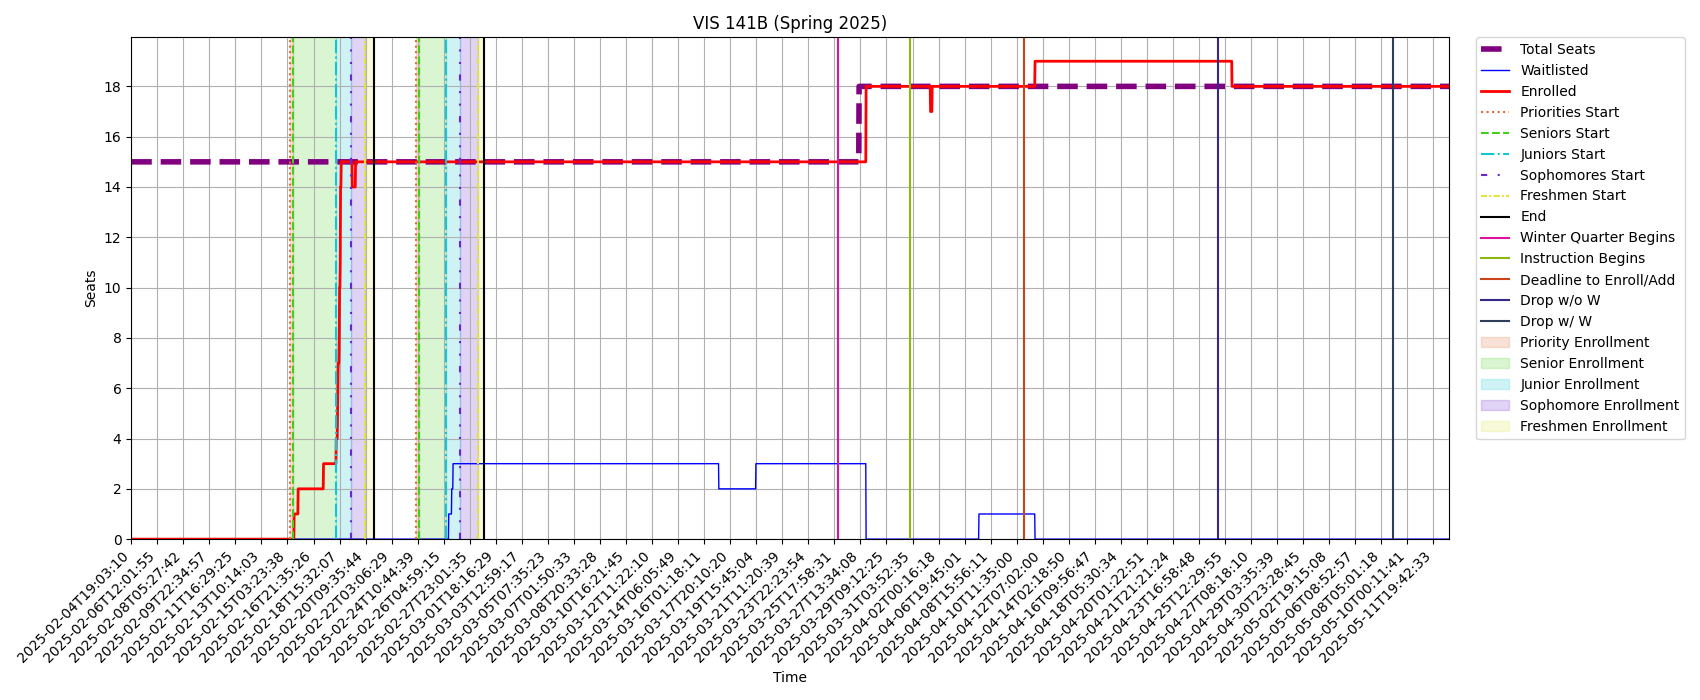 VIS 141B (Spring 2025)
Seats
18
16
14
12
10
8
6
4
2
0
2025-02-04T19:03:10
2025-02-06T12:01:55
2025-02-08T05:27:42
2025-02-09T22:34:57
2025-02-11T16:29:25
2025-02-13T10:14:03
2025-02-15T03:23:38
2025-02-16T21:35:26
2025-02-18T15:32:07
2025-02-20T09:35:44
2025-02-22T03:06:29
2025-02-24T10:44:39
2025-02-26T04:59:15
2025-02-27T23:01:35
2025-03-01T18:16:29
2025-03-03T12:59:17
2025-03-05T07:35:23
2025-03-07T01:50:33
2025-03-08T20:33:28
2025-03-10T16:21:45
2025-03-12T11:22:10
2025-03-14T06:05:49
2025-03-16T01:18:11
2025-03-17T20:10:20
2025-03-19T15:45:04
2025-03-21T11:20:39
2025-03-23T22:23:54
2025-03-25T17:58:31
2025-03-27T13:34:08
2025-03-29T09:12:25
2025-03-31T03:52:35
2025-04-02T00:16:18
2025-04-06T19:45:01
2025-04-08T15:56:11
2025-04-10T11:35:00
2025-04-12T07:02:00
2025-04-14T02:18:50
2025-04-16T09:56:47
2025-04-18T05:30:34
2025-04-20T01:22:51
2025-04-21T21:21:24
2025-04-23T16:58:48
2025-04-25T12:29:55
2025-04-27T08:18:10
2025-04-29T03:35:39
2025-04-30T23:28:45
2025-05-02T19:15:08
2025-05-06T08:52:57
2025-05-08T05:01:18
2025-05-10T00:11:41
2025-05-11T19:42:33
Time
Total Seats
Waitlisted
Enrolled
Priorities Start
Seniors Start
Juniors Start
Sophomores Start
Freshmen Start
End
Winter Quarter Begins
Instruction Begins
Deadline to Enroll/Add
Drop w/o W
Drop w/ W
Priority Enrollment
Senior Enrollment
Junior Enrollment
Sophomore Enrollment
Freshmen Enrollment